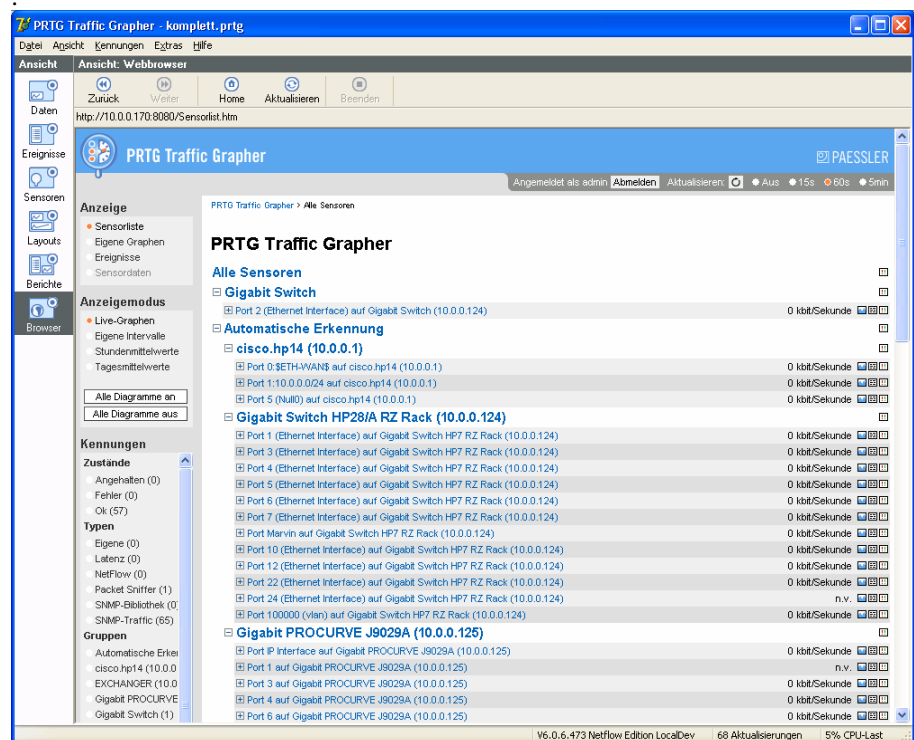 PRTG Traffic Grapher - komplett.prtg
Datei Ansicht Kennungen Extras Hilfe
Ansicht
Ansicht: Webbrowser
Zurück Weiter Home Aktualisieren Beenden
http://10.0.0.170:8080/Sensorlist.htm
Daten
Ereignisse
Sensoren
Layouts
Berichte
Browser
PRTG Traffic Grapher
PAESSLER
Angemeldet als admin Abmelden Aktualisieren: Aus 15s 60s 5min
Anzeige
Sensorliste
Eigene Graphen
Ereignisse
Sensordaten
Anzeigemodus
Live-Graphen
Eigene Intervalle
Stundenmittelwerte
Tagesmittelwerte
Alle Diagramme an
Alle Diagramme aus
Kennungen
Zustände
Angehalten (0)
Fehler (0)
Ok (57)
Typen
Eigene (0)
Latenz (0)
NetFlow (0)
Packet Sniffer (1)
SNMP-Bibliothek (0
SNMP-Traffic (65)
Gruppen
Automatische Erker
cisco.hp14 (10.0.0
EXCHANGER (10.0
Gigabit PROCURVE
Gigabit Switch (1)
PRTG Traffic Grapher > Alle Sensoren
PRTG Traffic Grapher
Alle Sensoren
Gigabit Switch
Port 2 (Ethernet Interface) auf Gigabit Switch (10.0.0.124) 0 kbit/Sekunde
Automatische Erkennung
cisco.hp14 (10.0.0.1)
Port 0:$ETH-WAN$ auf cisco.hp14 (10.0.0.1) 0 kbit/Sekunde
Port 1:10.0.0.0/24 auf cisco.hp14 (10.0.0.1) 0 kbit/Sekunde
Port 5 (Null0) auf cisco.hp14 (10.0.0.1) 0 kbit/Sekunde
Gigabit Switch HP28/A RZ Rack (10.0.0.124)
Port 1 (Ethernet Interface) auf Gigabit Switch HP7 RZ Rack (10.0.0.124) 0 kbit/Sekunde
Port 3 (Ethernet Interface) auf Gigabit Switch HP7 RZ Rack (10.0.0.124) 0 kbit/Sekunde
Port 4 (Ethernet Interface) auf Gigabit Switch HP7 RZ Rack (10.0.0.124) 0 kbit/Sekunde
Port 5 (Ethernet Interface) auf Gigabit Switch HP7 RZ Rack (10.0.0.124) 0 kbit/Sekunde
Port 6 (Ethernet Interface) auf Gigabit Switch HP7 RZ Rack (10.0.0.124) 0 kbit/Sekunde
Port 7 (Ethernet Interface) auf Gigabit Switch HP7 RZ Rack (10.0.0.124) 0 kbit/Sekunde
Port Marvin auf Gigabit Switch HP7 RZ Rack (10.0.0.124) 0 kbit/Sekunde
Port 10 (Ethernet Interface) auf Gigabit Switch HP7 RZ Rack (10.0.0.124) 0 kbit/Sekunde
Port 12 (Ethernet Interface) auf Gigabit Switch HP7 RZ Rack (10.0.0.124) 0 kbit/Sekunde
Port 22 (Ethernet Interface) auf Gigabit Switch HP7 RZ Rack (10.0.0.124) 0 kbit/Sekunde
Port 24 (Ethernet Interface) auf Gigabit Switch HP7 RZ Rack (10.0.0.124) n.v.
Port 100000 (vlan) auf Gigabit Switch HP7 RZ Rack (10.0.0.124) 0 kbit/Sekunde
Gigabit PROCURVE J9029A (10.0.0.125)
Port IP Interface auf Gigabit PROCURVE J9029A (10.0.0.125) 0 kbit/Sekunde
Port 1 auf Gigabit PROCURVE J9029A (10.0.0.125) n.v.
Port 3 auf Gigabit PROCURVE J9029A (10.0.0.125) 0 kbit/Sekunde
Port 4 auf Gigabit PROCURVE J9029A (10.0.0.125) 0 kbit/Sekunde
Port 6 auf Gigabit PROCURVE J9029A (10.0.0.125) 0 kbit/Sekunde
V6.0.6.473 Netflow Edition LocalDev 68 Aktualisierungen 5% CPU-Last